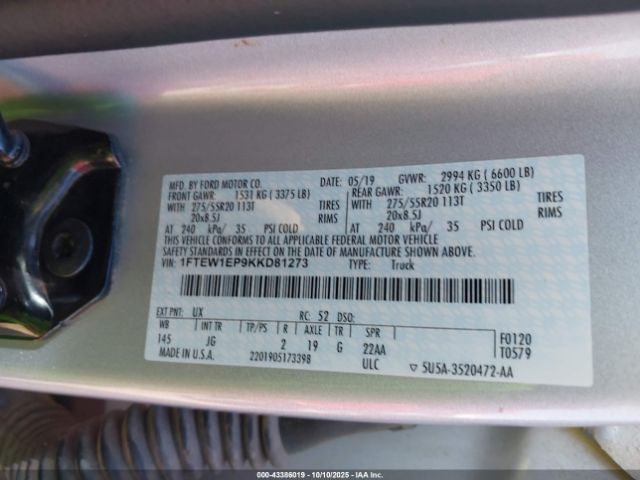 MFD. BY FORD MOTOR CO. DATE: 05/19 GVWR: 2994 KG ( 6600 LB)
FRONT GAWR: 1531 KG ( 3375 LB) REAR GAWR: 1520 KG ( 3350 LB)
WITH 275/55R20 113T TIRES WITH 275/55R20 113T TIRES
20x8.5J RIMS 20x8.5J RIMS
AT 240 kPa/ 35 PSI COLD AT 240 kPa/ 35 PSI COLD
THIS VEHICLE CONFORMS TO ALL APPLICABLE FEDERAL MOTOR VEHICLE
SAFETY STANDARDS IN EFFECT ON THE DATE OF MANUFACTURE SHOWN ABOVE.
VIN: 1FTEW1EP9KKD81273 TYPE: Truck
EXT PNT: UX RC: 52 DSO:
WB INT TR TP/PS R AXLE TR SPR F0120
145 JG 2 19 G 22AA T0579
MADE IN U.S.A. 2201905173398 ULC ▽ 5U5A-3520472-AA
43386019 - 10/10/2025 - IAA Inc.